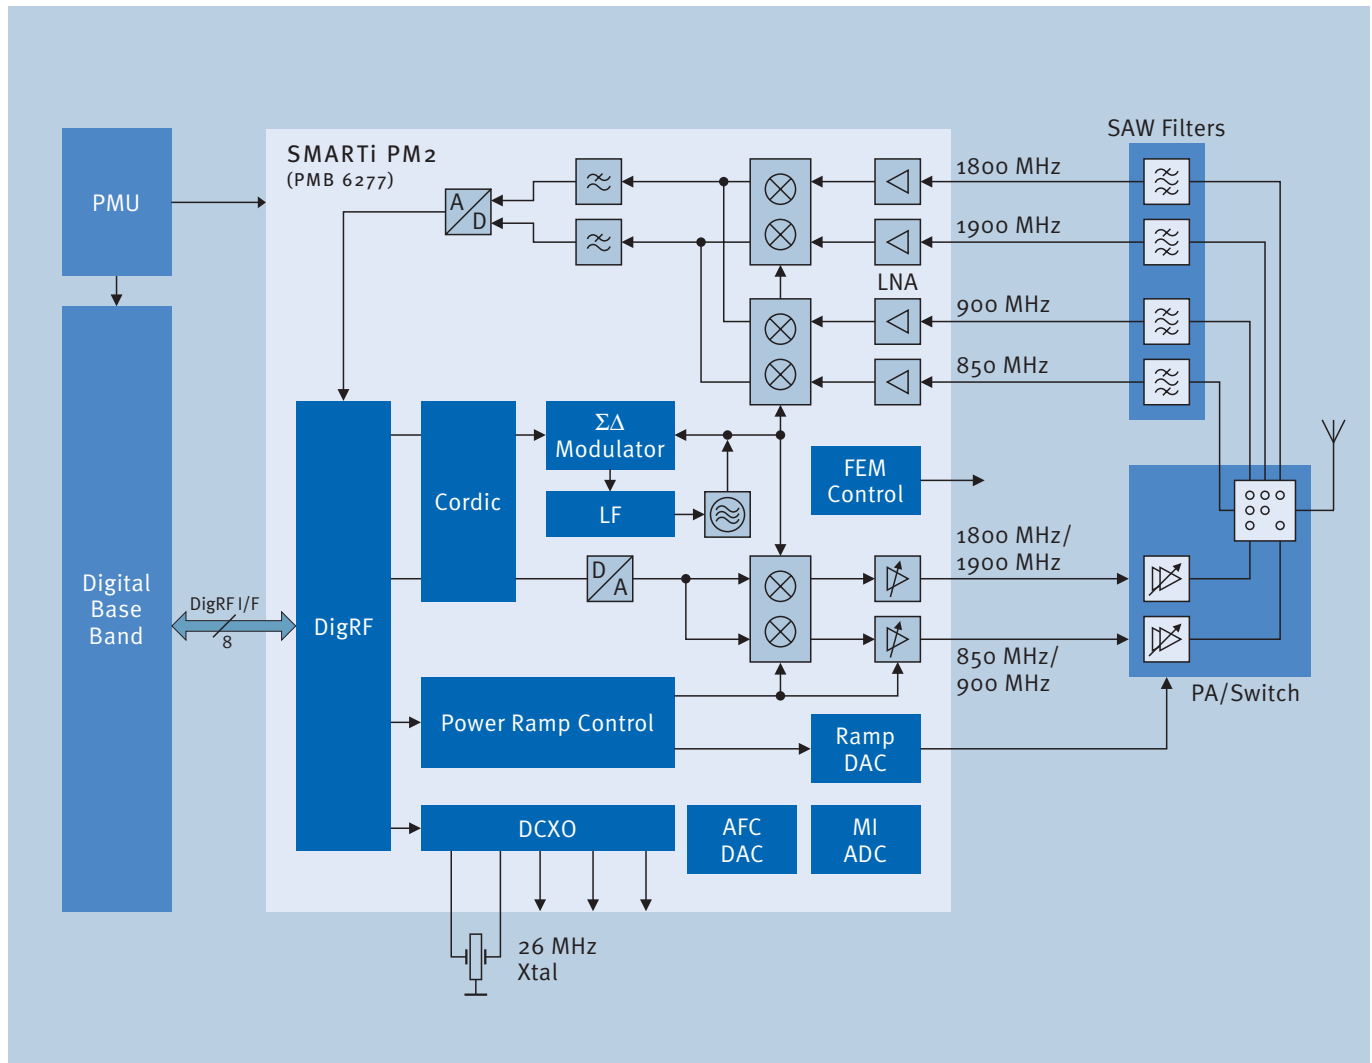 SAW Filters
SMARTi PM2
(PMB 6277)
PMU
A
D
1800 MHz
1900 MHz
LNA
900 MHz
850 MHz
ΣΔ
Modulator
Cordic
LF
FEM
Control
1800 MHz/
1900 MHz
D
A
Digital
Base
Band
DigRF I/F
8
DigRF
850 MHz/
900 MHz
PA/Switch
Power Ramp Control
Ramp
DAC
DCXO
AFC
DAC
MI
ADC
26 MHz
Xtal